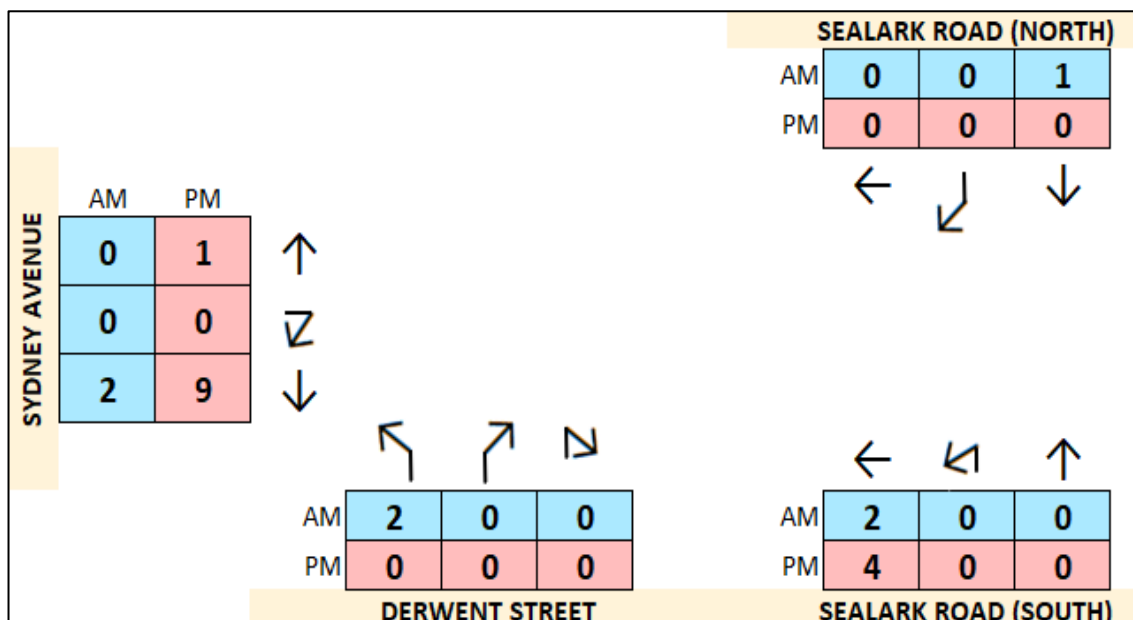 SEALARK ROAD (NORTH)
AM 0 0 1
PM 0 0 0
SYDNEY AVENUE
AM PM
0 1
0 0
2 9
AM 2 0 0
PM 0 0 0
DERWENT STREET
AM 2 0 0
PM 4 0 0
SEALARK ROAD (SOUTH)